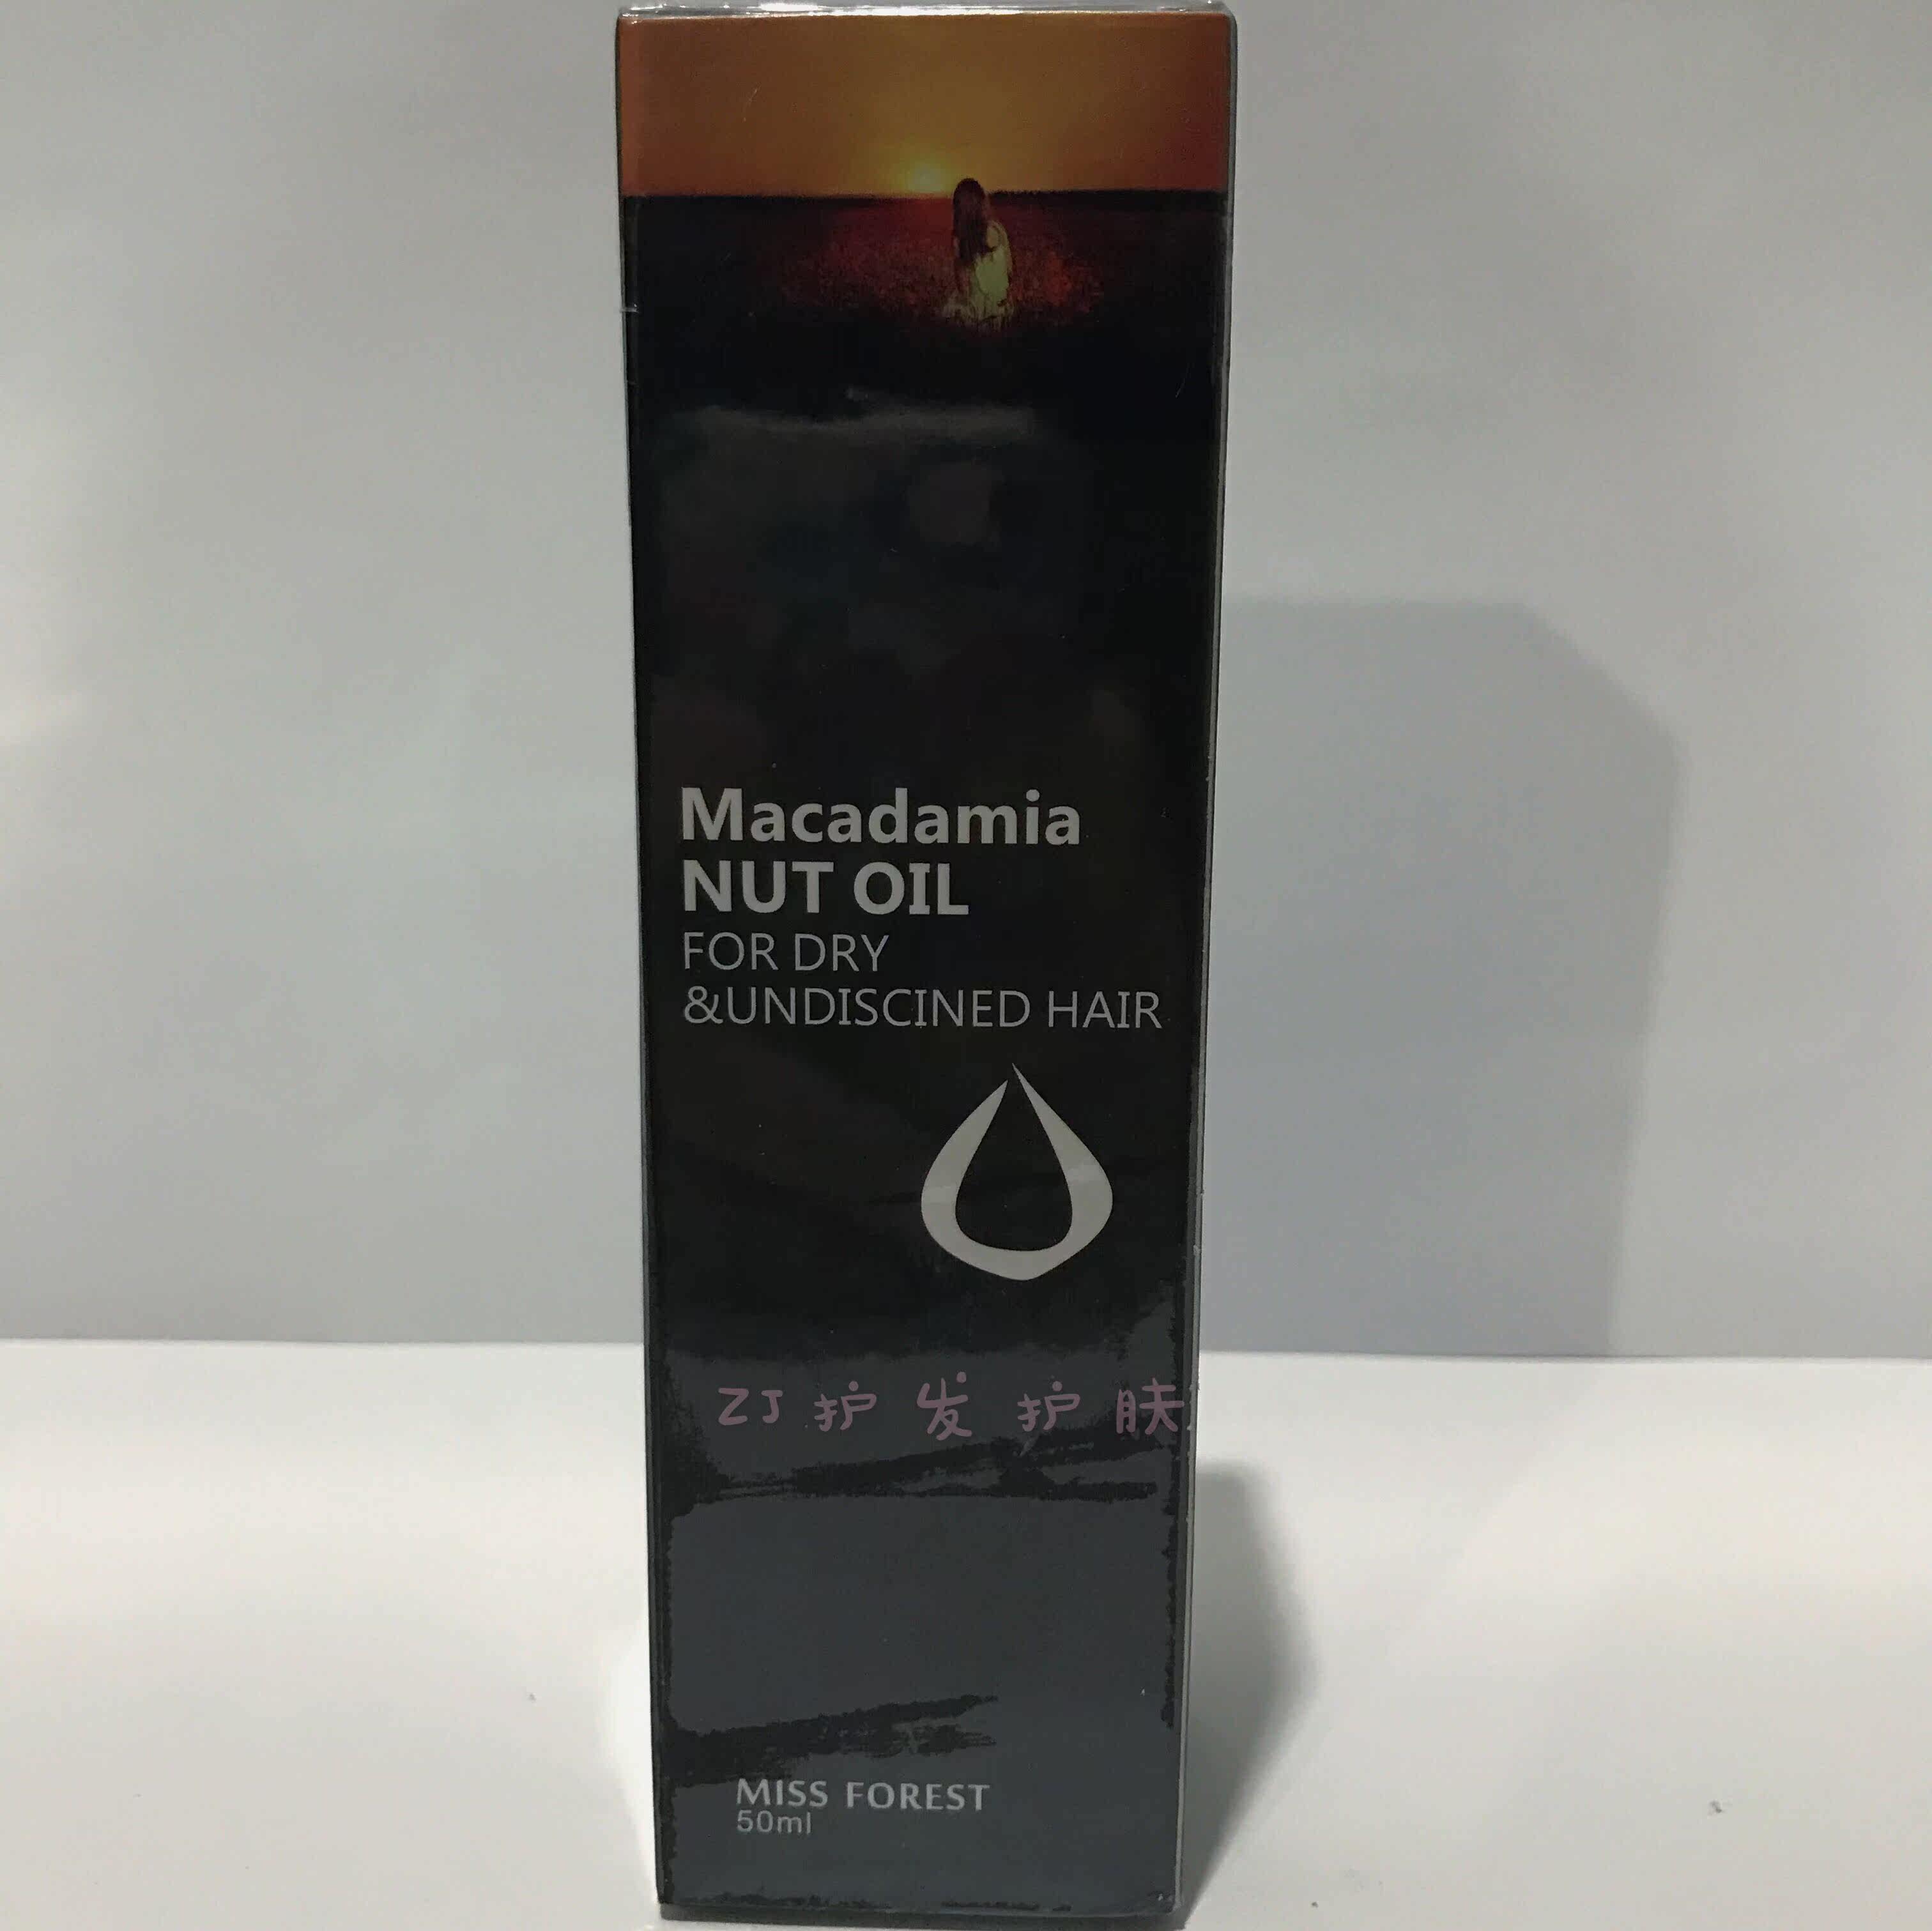 Macadamia
NUT OIL
FOR DRY
&UNDISCINED HAIR
ZJ护发护肤
MISS FOREST
50ml